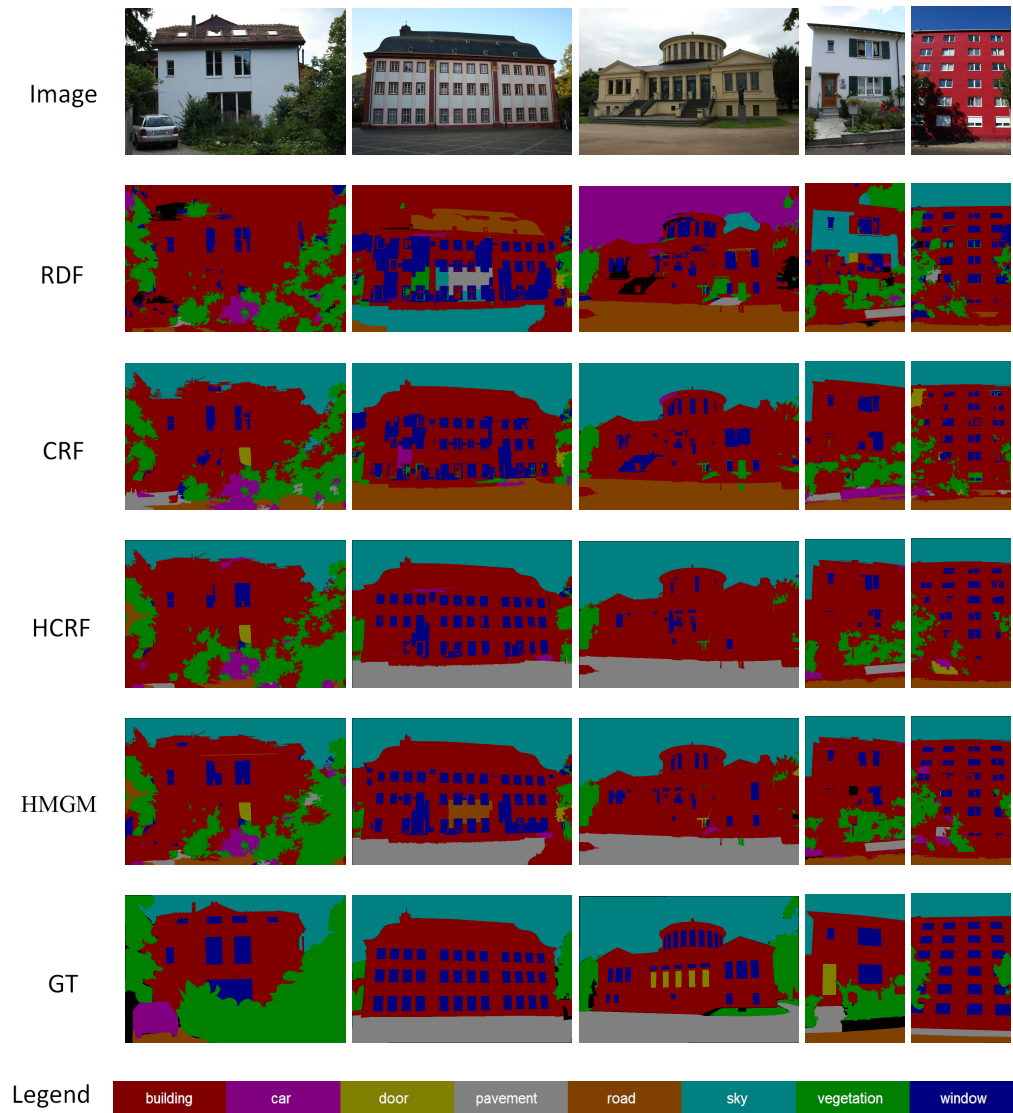 Image
RDF
CRF
HCRF
HMGM
GT
Legend building car door pavement road sky vegetation window